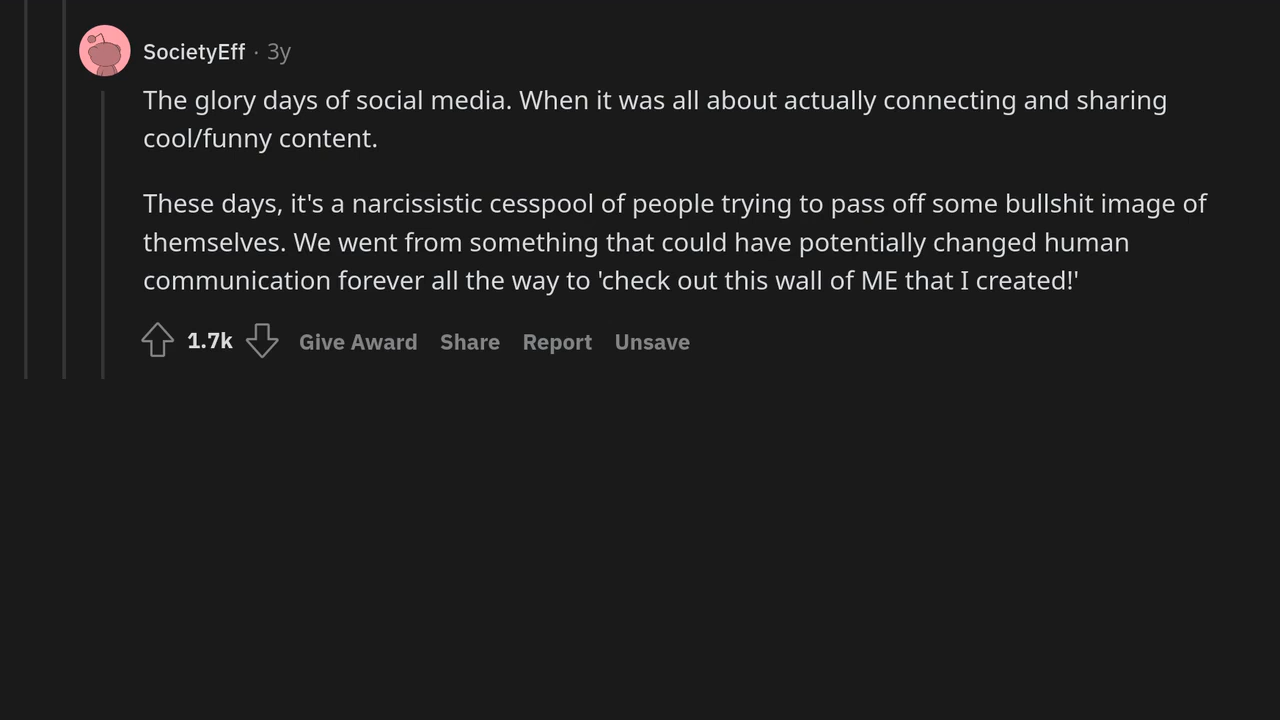 SocietyEff · 3y
The glory days of social media. When it was all about actually connecting and sharing
cool/funny content.
These days, it's a narcissistic cesspool of people trying to pass off some bullshit image of
themselves. We went from something that could have potentially changed human
communication forever all the way to 'check out this wall of ME that I created!'
1.7k Give Award Share Report Unsave